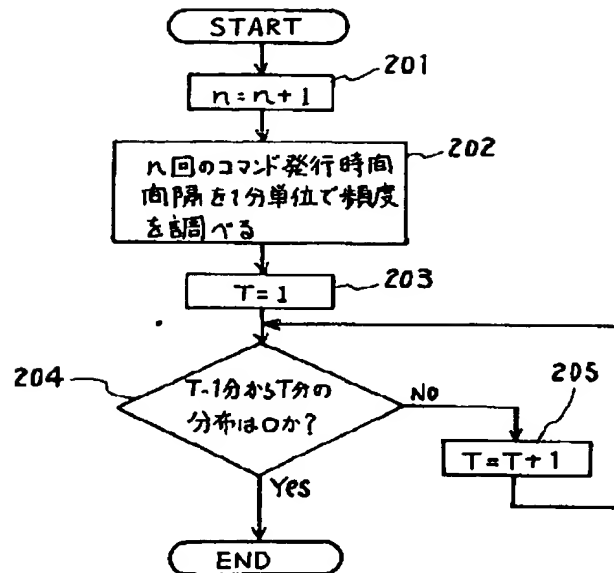 START
201
n=n+1
202
n回のコマンド発行時間
間隔を1分単位で頻度
を調べる
203
T=1
204
T-1分からT分の
分布は0か?
NO
205
T=T+1
Yes
END